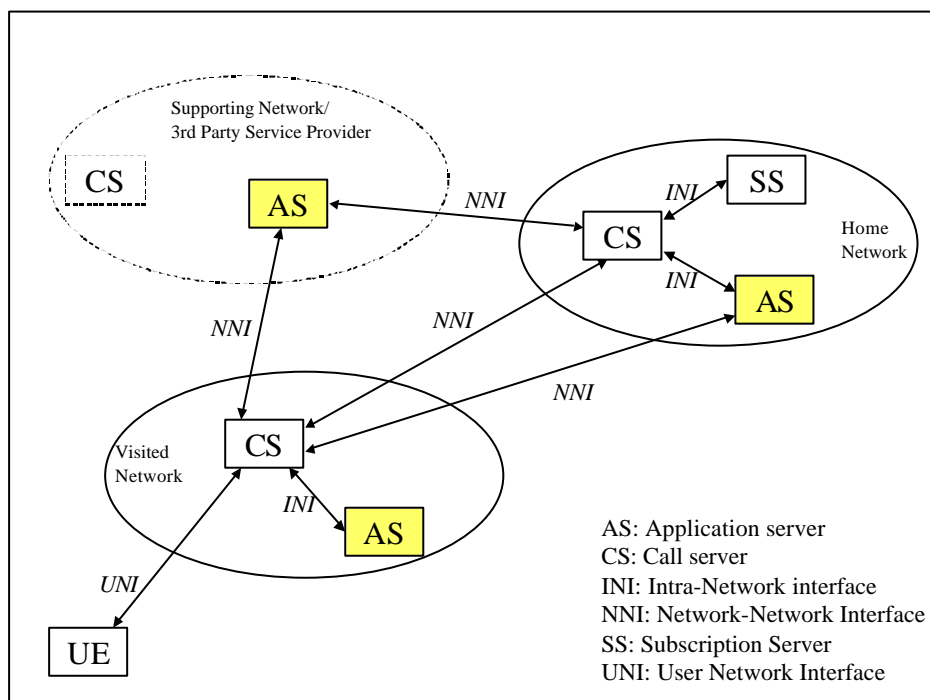 Supporting Network/
3rd Party Service Provider
CS
AS
NNI
INI
SS
CS
Home
Network
INI
AS
NNI
NNI
NNI
Visited
Network
CS
INI
AS
UNI
UE
AS: Application server
CS: Call server
INI: Intra-Network interface
NNI: Network-Network Interface
SS: Subscription Server
UNI: User Network Interface